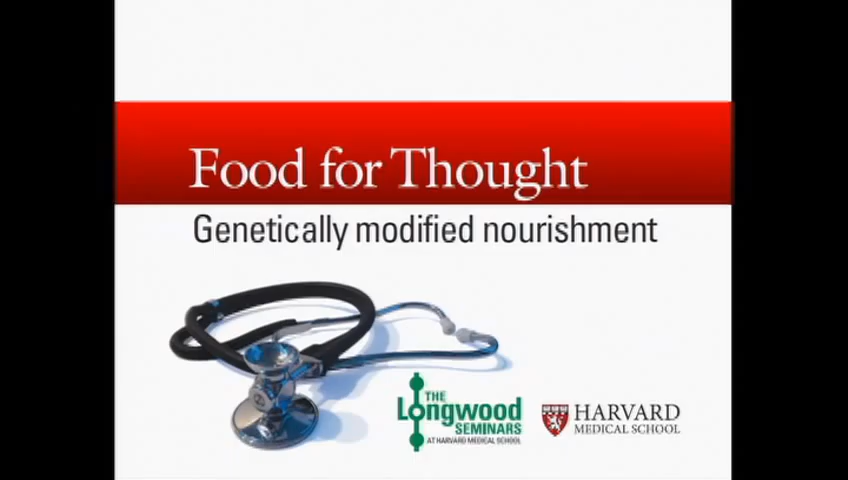 Food for Thought
Genetically modified nourishment
THE
Longwood
SEMINARS
AT HARVARD MEDICAL SCHOOL
HARVARD
MEDICAL SCHOOL